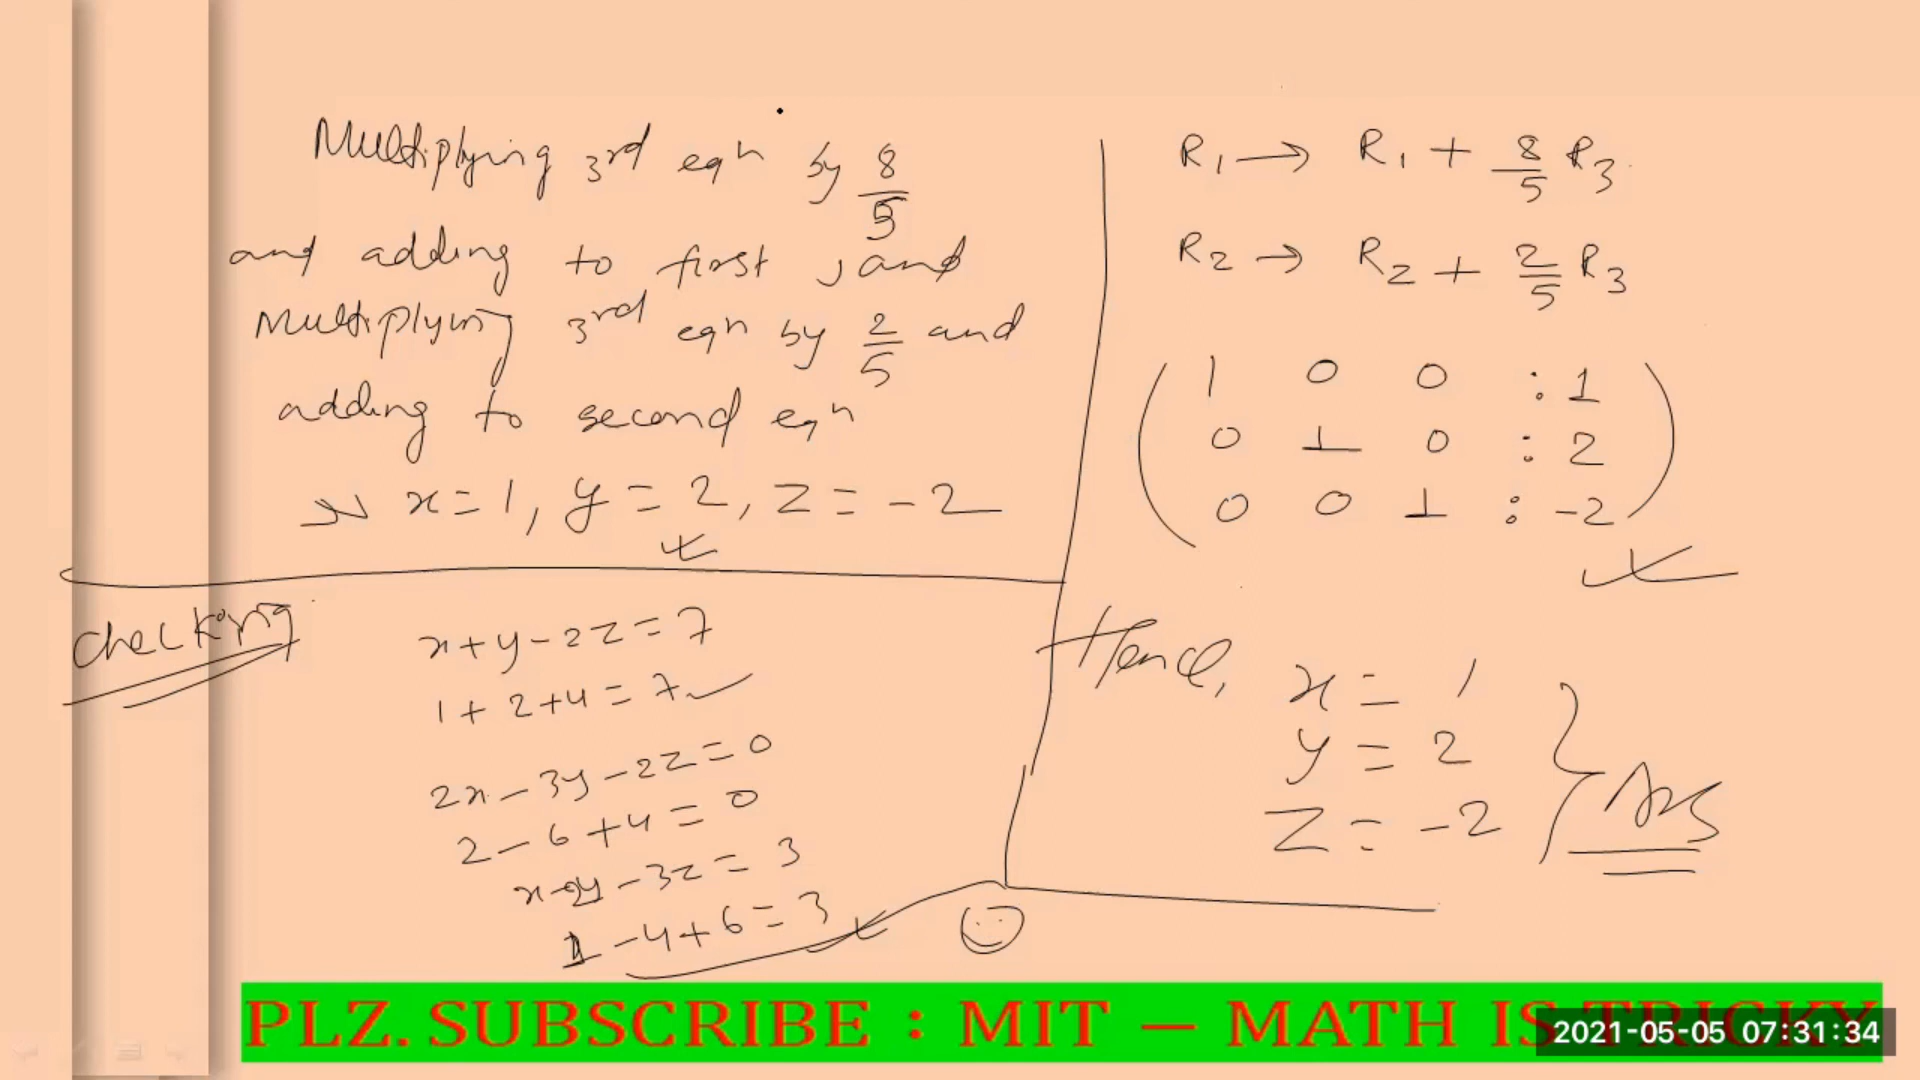 Multiplying 3rd eqn by 8/5
and adding to first, and
Multiplying 3rd eqn by 2/5 and
adding to second eqn
x=1, y=2, z=-2
Checking
x+y-2z=7
1+2+4=7
2x-3y-2z=0
2-6+4=0
x-2y-3z=3
1-4+6=3
R1→R1+8/5 R3
R2→R2+2/5 R3
1 0 0 : 1
0 1 0 : 2
0 0 1 : -2
Hence,
x=1
y=2
z=-2
Ans
PLZ. SUBSCRIBE : MIT – MATH IS TRICKY
2021-05-05 07:31:34